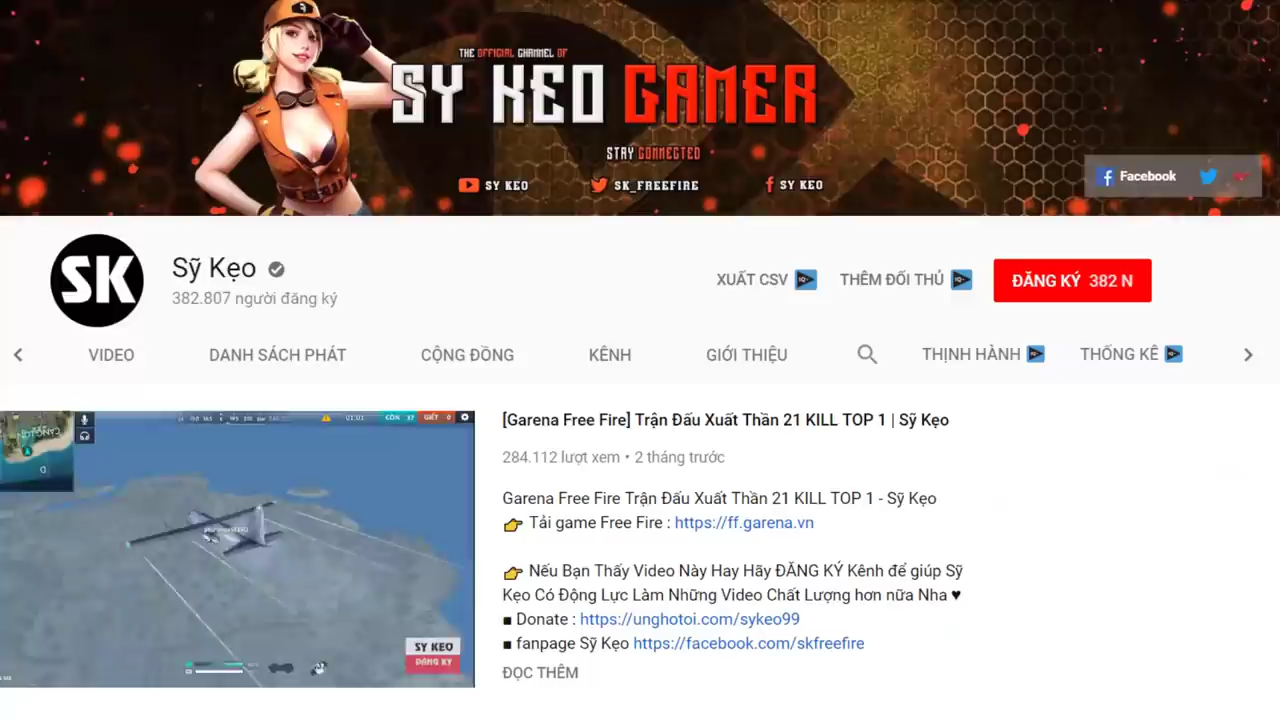 THE OFFICIAL CHANNEL OF
SY KEO GAMER
STAY CONNECTED
SY KEO
SK_FREEFIRE
SY KEO
Facebook
SK
Sỹ Kẹo
382.807 người đăng ký
XUẤT CSV
THÊM ĐỐI THỦ
ĐĂNG KÝ 382 N
VIDEO
DANH SÁCH PHÁT
CỘNG ĐỒNG
KÊNH
GIỚI THIỆU
THỊNH HÀNH
THỐNG KÊ
CÒN 37
GIẾT 0
01:01
SY KEO
ĐĂNG KÝ
[Garena Free Fire] Trận Đấu Xuất Thần 21 KILL TOP 1 | Sỹ Kẹo
284.112 lượt xem • 2 tháng trước
Garena Free Fire Trận Đấu Xuất Thần 21 KILL TOP 1 - Sỹ Kẹo
👉 Tải game Free Fire : https://ff.garena.vn
👉 Nếu Bạn Thấy Video Này Hay Hãy ĐĂNG KÝ Kênh để giúp Sỹ
Kẹo Có Động Lực Làm Những Video Chất Lượng hơn nữa Nha ♥
■ Donate : https://unghotoi.com/sykeo99
■ fanpage Sỹ Kẹo https://facebook.com/skfreefire
ĐỌC THÊM